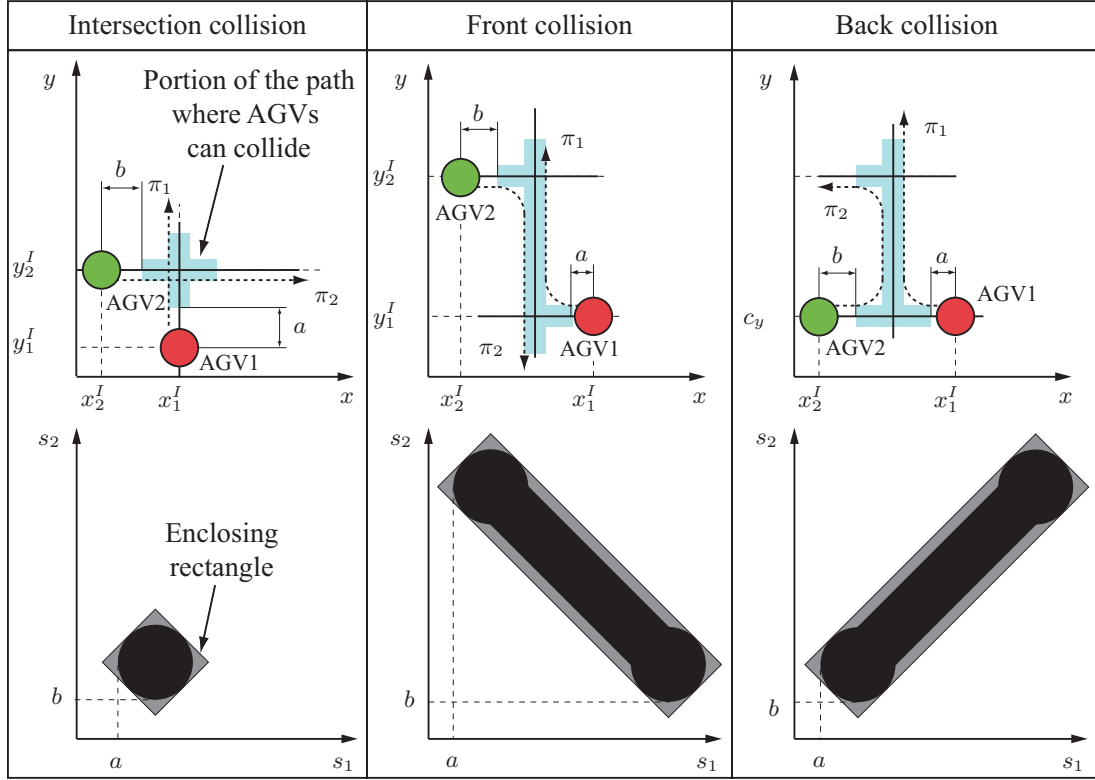 Intersection collision
Front collision
Back collision
y
Portion of the path
where AGVs
can collide
b
π₁
y₂ᴵ
AGV2
π₂
a
y₁ᴵ
AGV1
x₂ᴵ
x₁ᴵ
x
y
b
π₁
y₂ᴵ
AGV2
a
y₁ᴵ
π₂
AGV1
x₂ᴵ
x₁ᴵ
x
y
π₁
π₂
b
a
AGV1
c_y
AGV2
x₂ᴵ
x₁ᴵ
x
s₂
Enclosing
rectangle
b
a
s₁
s₂
b
a
s₁
s₂
b
a
s₁